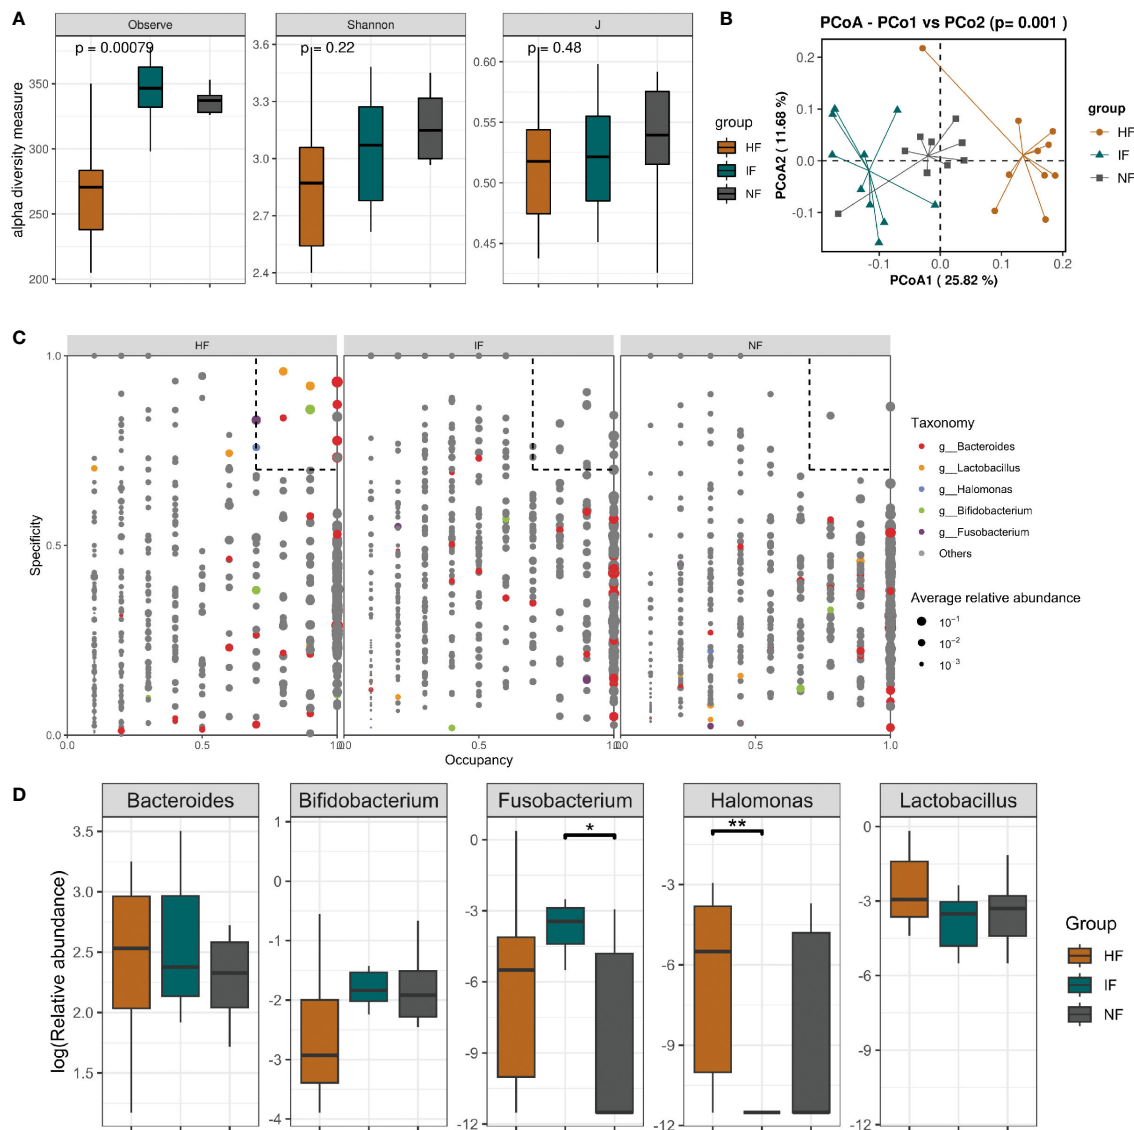 A
Observe
Shannon
J
p = 0.00079
p = 0.22
p = 0.48
alpha diversity measure
350
300
250
200
3.6
3.3
3.0
2.7
2.4
0.60
0.55
0.50
0.45
group
HF
IF
NF
B
PCoA - PCo1 vs PCo2 (p= 0.001 )
PCoA2 ( 11.68 %)
0.2
0.1
0.0
-0.1
-0.1
0.0
0.1
0.2
PCoA1 ( 25.82 %)
group
HF
IF
NF
C
HF
IF
NF
Specificity
1.0
0.5
0.0
0.0
0.5
1.0
0.0
0.5
1.0
0.0
0.5
1.0
Occupancy
Taxonomy
g__Bacteroides
g__Lactobacillus
g__Halomonas
g__Bifidobacterium
g__Fusobacterium
Others
Average relative abundance
10⁻¹
10⁻²
10⁻³
D
Bacteroides
Bifidobacterium
Fusobacterium
Halomonas
Lactobacillus
log(Relative abundance)
3.5
3.0
2.5
2.0
1.5
1
0
-1
-2
-3
-4
*
0
-3
-6
-9
-12
**
-3
-6
-9
-12
0
-3
-6
-9
-12
Group
HF
IF
NF